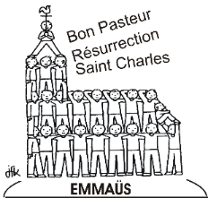 Bon Pasteur
Résurrection
Saint Charles
EMMAÜS